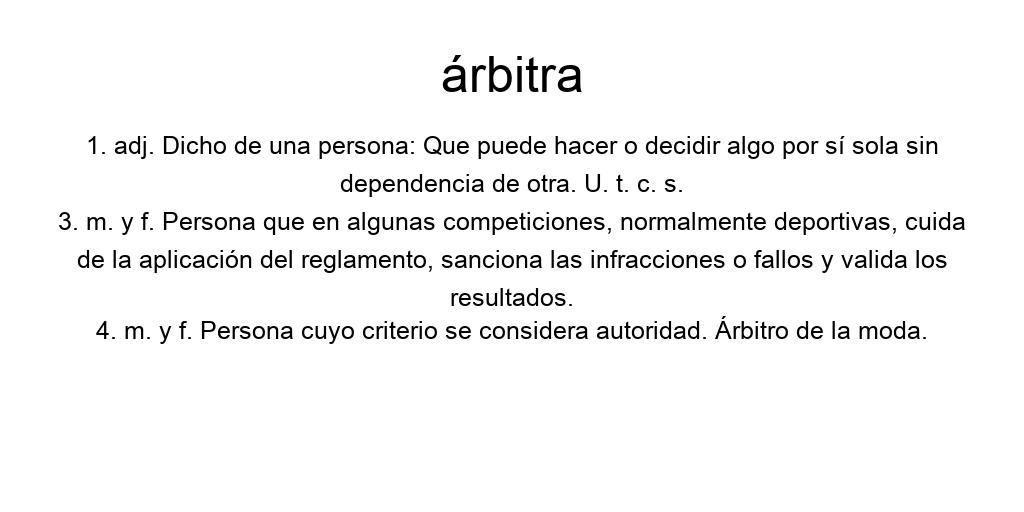 árbitra
1. adj. Dicho de una persona: Que puede hacer o decidir algo por sí sola sin
dependencia de otra. U. t. c. s.
3. m. y f. Persona que en algunas competiciones, normalmente deportivas, cuida
de la aplicación del reglamento, sanciona las infracciones o fallos y valida los
resultados.
4. m. y f. Persona cuyo criterio se considera autoridad. Árbitro de la moda.